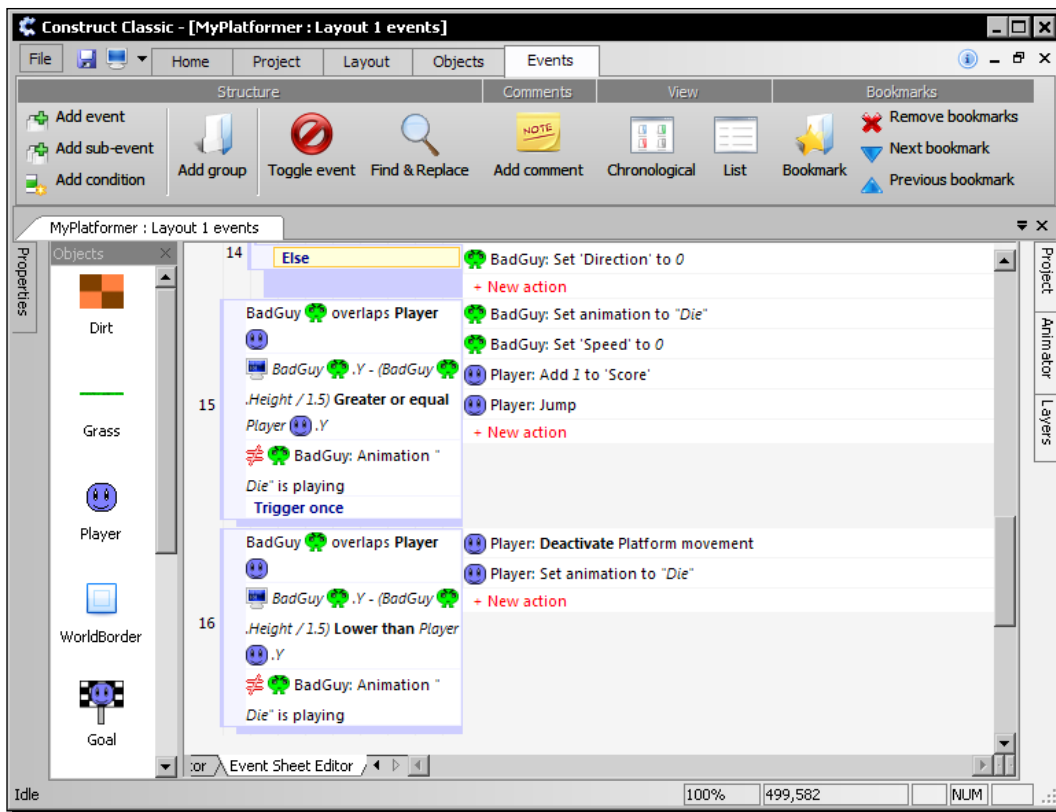 Construct Classic - [MyPlatformer : Layout 1 events]
File
Home
Project
Layout
Objects
Events
Structure
Comments
View
Bookmarks
Add event
Add sub-event
Add condition
Add group
Toggle event
Find & Replace
NOTE
Add comment
Chronological
List
Bookmark
Remove bookmarks
Next bookmark
Previous bookmark
MyPlatformer : Layout 1 events
Properties
Objects
Dirt
Grass
Player
WorldBorder
Goal
14
Else
BadGuy: Set 'Direction' to 0
+ New action
15
BadGuy overlaps Player
BadGuy .Y - (BadGuy
.Height / 1.5) Greater or equal
Player .Y
BadGuy: Animation "
Die" is playing
Trigger once
BadGuy: Set animation to "Die"
BadGuy: Set 'Speed' to 0
Player: Add 1 to 'Score'
Player: Jump
+ New action
16
BadGuy overlaps Player
BadGuy .Y - (BadGuy
.Height / 1.5) Lower than Player
.Y
BadGuy: Animation "
Die" is playing
Player: Deactivate Platform movement
Player: Set animation to "Die"
+ New action
Project
Animator
Layers
:or
Event Sheet Editor
Idle
100%
499,582
NUM